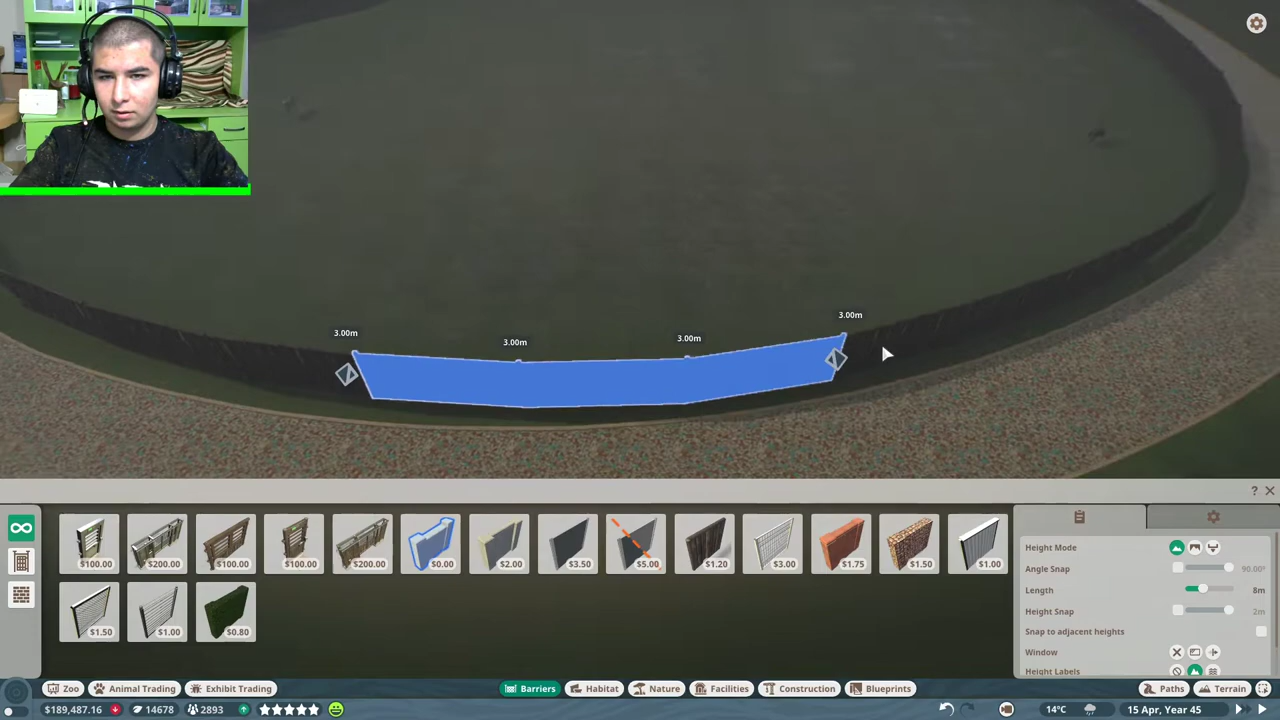 3.00m
3.00m
3.00m
3.00m
? ×
$100.00
$200.00
$100.00
$100.00
$200.00
$0.00
$2.00
$3.50
$5.00
$1.20
$3.00
$1.75
$1.50
$1.00
$1.50
$1.00
$0.80
Height Mode
Angle Snap 90.00°
Length 8m
Height Snap 2m
Snap to adjacent heights
Window
Height Labels
Zoo Animal Trading Exhibit Trading Barriers Habitat Nature Facilities Construction Blueprints Paths Terrain
$189,487.16 14678 2893 14°C 15 Apr, Year 45